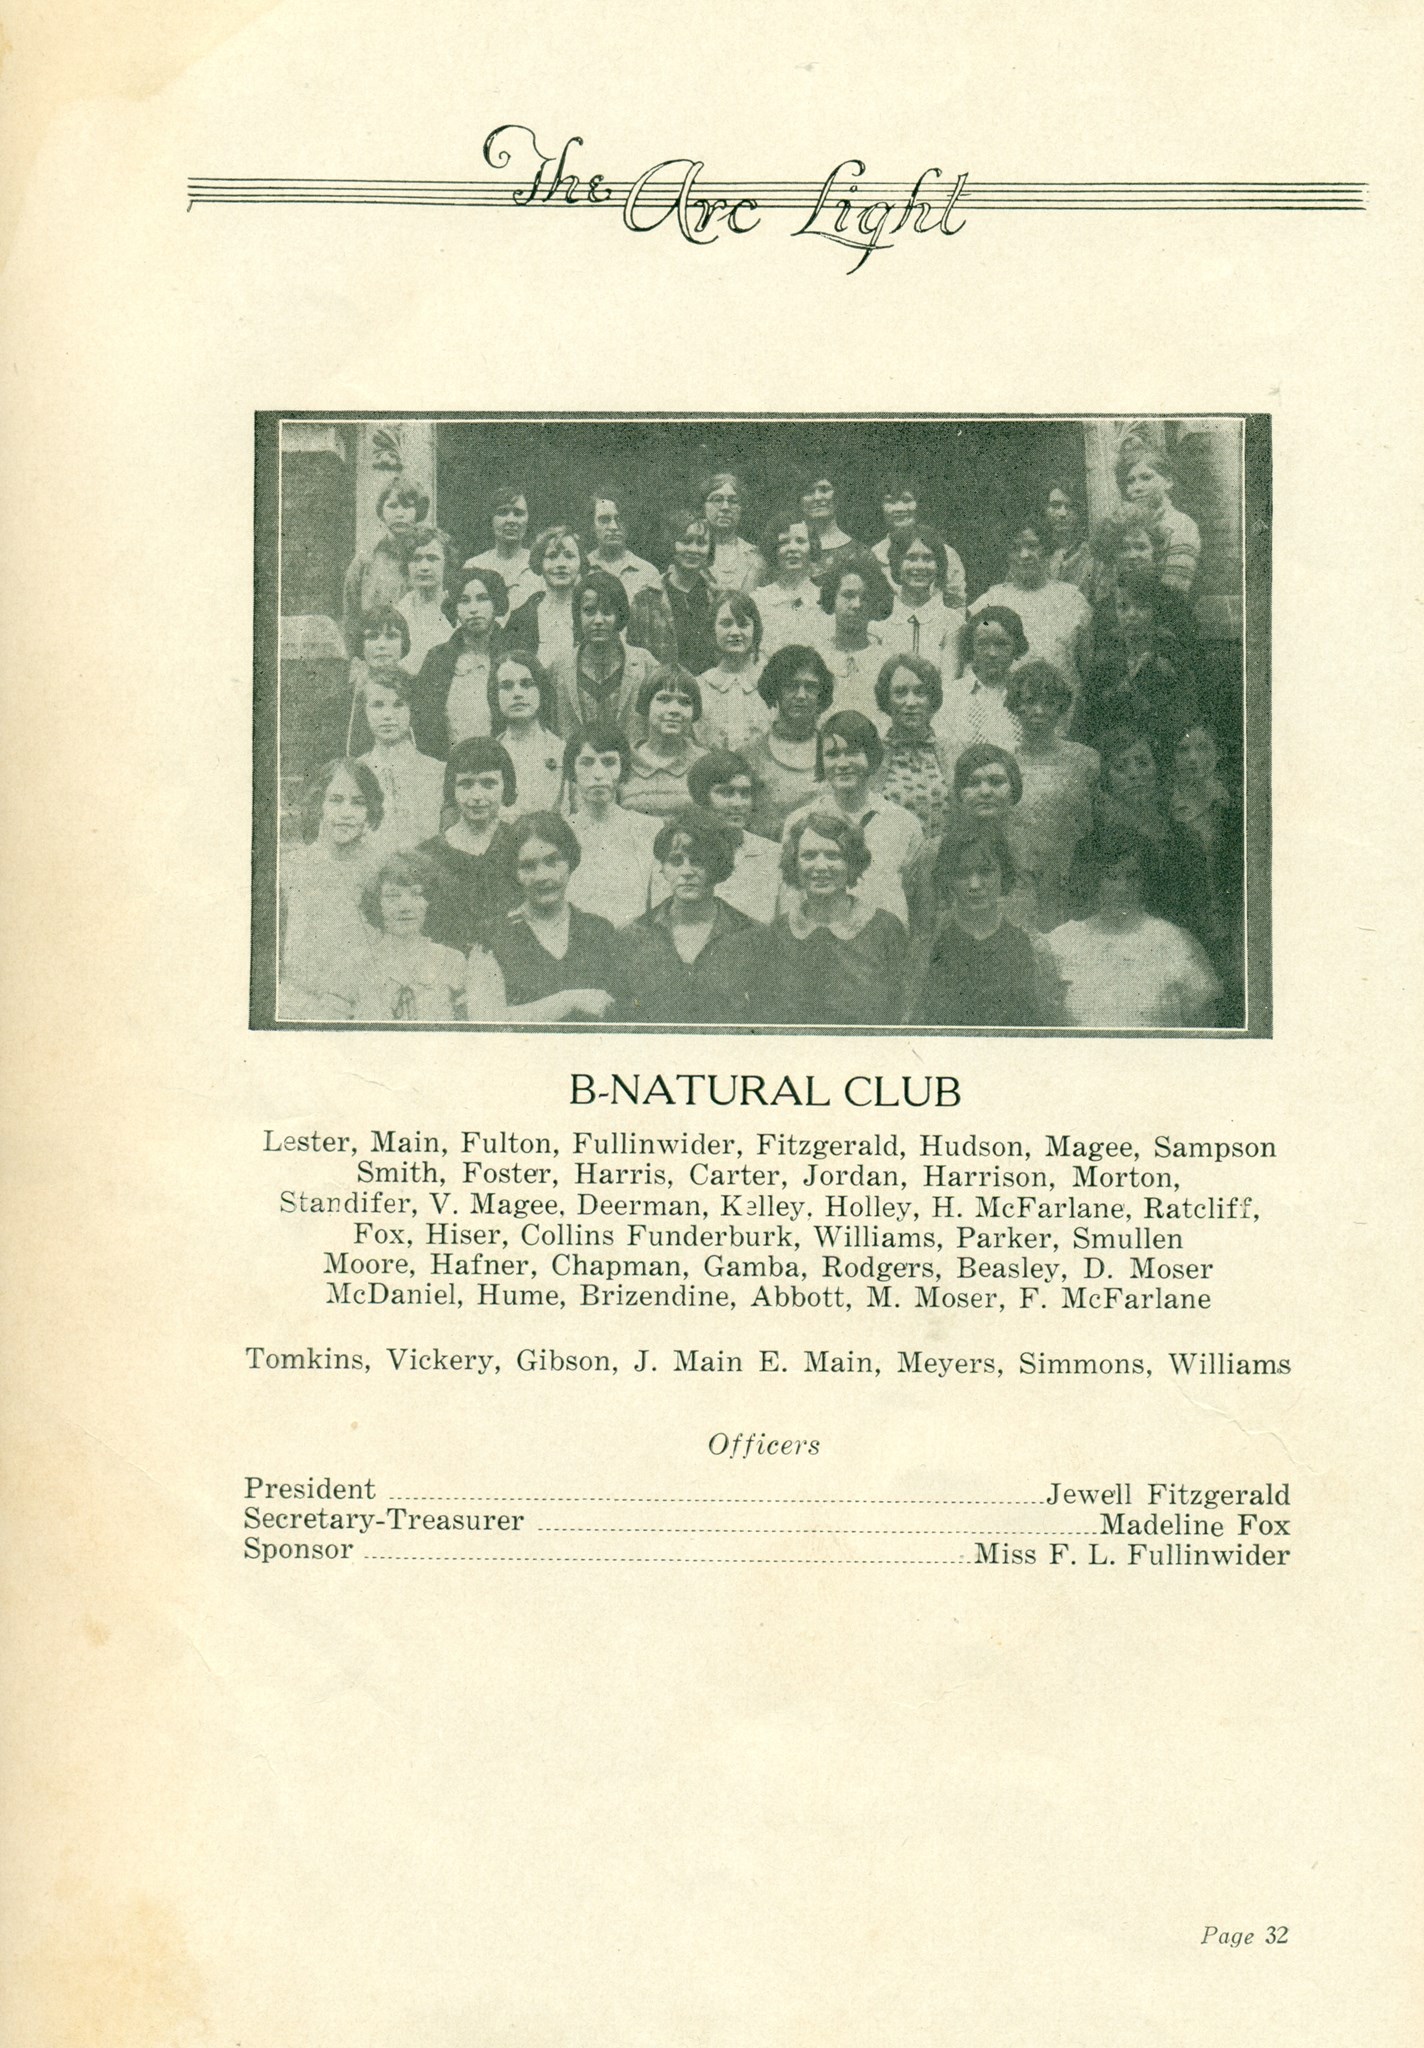 The Arc Light
B-NATURAL CLUB
Lester, Main, Fulton, Fullinwider, Fitzgerald, Hudson, Magee, Sampson
Smith, Foster, Harris, Carter, Jordan, Harrison, Morton,
Standifer, V. Magee, Deerman, Kelley, Holley, H. McFarlane, Ratcliff,
Fox, Hiser, Collins Funderburk, Williams, Parker, Smullen
Moore, Hafner, Chapman, Gamba, Rodgers, Beasley, D. Moser
McDaniel, Hume, Brizendine, Abbott, M. Moser, F. McFarlane
Tomkins, Vickery, Gibson, J. Main E. Main, Meyers, Simmons, Williams
Officers
President Jewell Fitzgerald
Secretary-Treasurer Madeline Fox
Sponsor Miss F. L. Fullinwider
Page 32